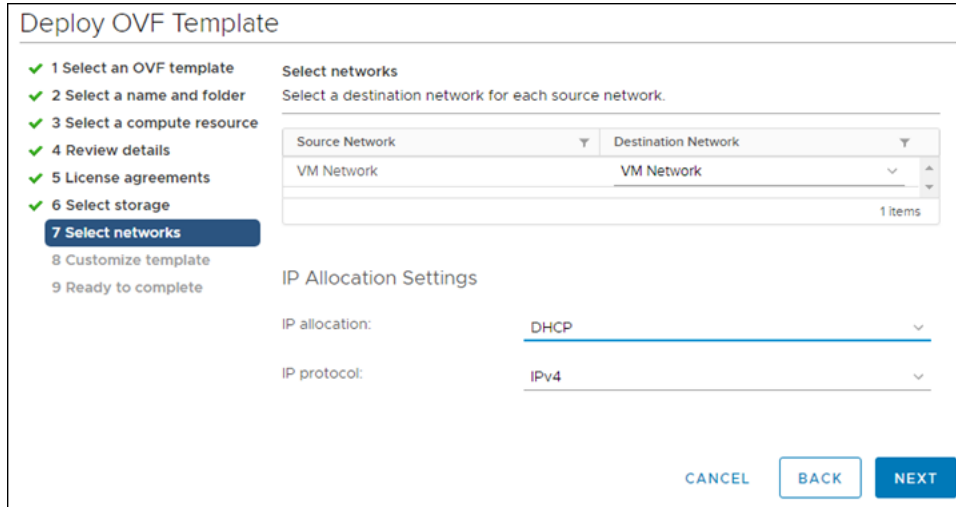 Deploy OVF Template
1 Select an OVF template
2 Select a name and folder
3 Select a compute resource
4 Review details
5 License agreements
6 Select storage
7 Select networks
8 Customize template
9 Ready to complete
Select networks
Select a destination network for each source network.
Source Network Destination Network
VM Network VM Network
1 items
IP Allocation Settings
IP allocation: DHCP
IP protocol: IPv4
CANCEL BACK NEXT